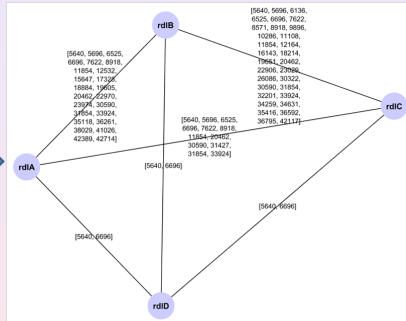 rdlB
[5640, 5696, 6136,
6525, 6696, 7622,
8571, 8918, 9896,
10286, 11108,
11854, 12164,
16143, 18214,
19651, 20462,
22906, 23029,
26086, 30322,
30590, 31854,
32201, 33924,
34259, 34631,
35416, 36592,
36795, 42117]
[5640, 5696, 6525,
6696, 7622, 8918,
11854, 12532,
15647, 17328,
18884, 19605,
20462, 22970,
23974, 30590,
31854, 33924,
35118, 36261,
38029, 41026,
42389, 42714]
rdlC
[5640, 5696, 6525,
6696, 7622, 8918,
11854, 20462,
30590, 31427,
31854, 33924]
rdlA
[5640, 6696]
[5640, 6696]
[5640, 6696]
rdlD